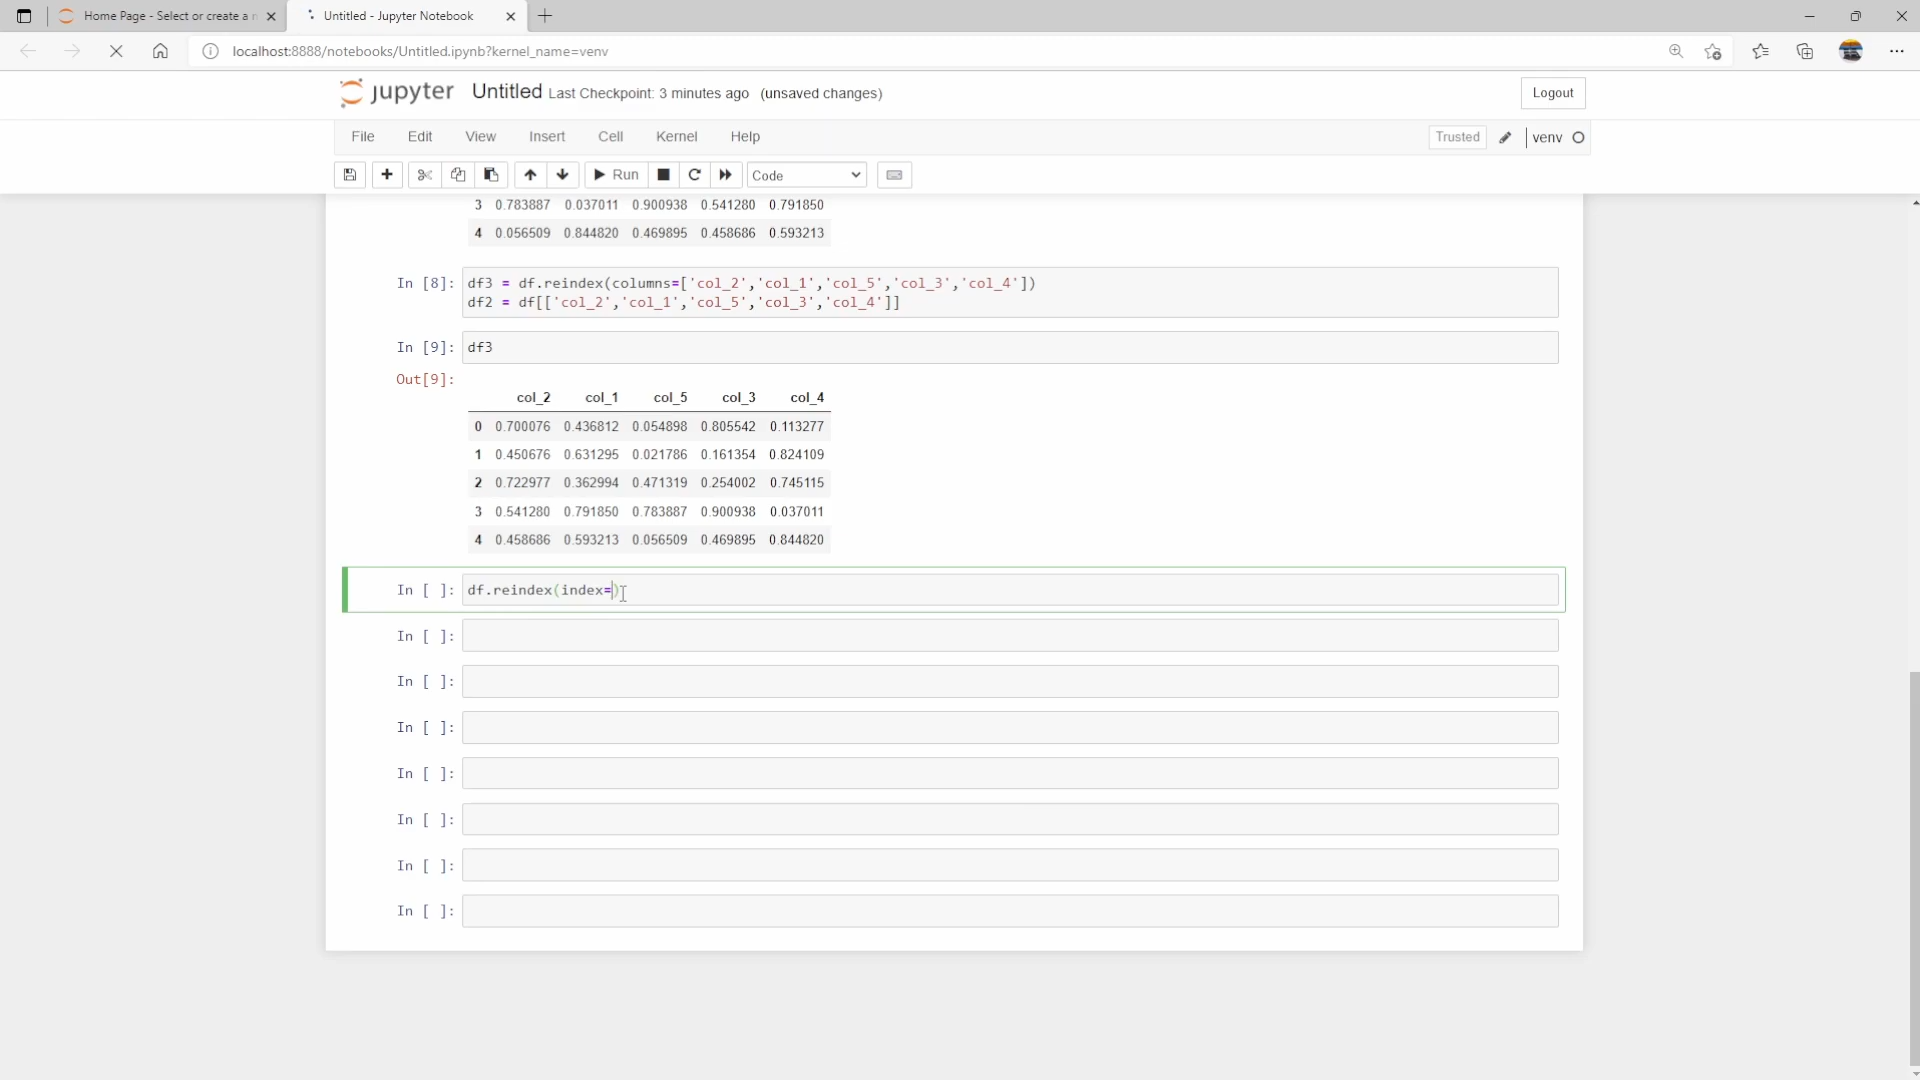 Home Page - Select or create a n
Untitled - Jupyter Notebook
localhost:8888/notebooks/Untitled.ipynb?kernel_name=venv
jupyter Untitled Last Checkpoint: 3 minutes ago (unsaved changes)
Logout
File Edit View Insert Cell Kernel Help
Trusted venv
Run Code
3 0.783887 0.037011 0.900938 0.541280 0.791850
4 0.056509 0.844820 0.469895 0.458686 0.593213
In [8]: df3 = df.reindex(columns=['col_2','col_1','col_5','col_3','col_4'])
df2 = df[['col_2','col_1','col_5','col_3','col_4']]
In [9]: df3
Out[9]:
col_2 col_1 col_5 col_3 col_4
0 0.700076 0.436812 0.054898 0.805542 0.113277
1 0.450676 0.631295 0.021786 0.161354 0.824109
2 0.722977 0.362994 0.471319 0.254002 0.745115
3 0.541280 0.791850 0.783887 0.900938 0.037011
4 0.458686 0.593213 0.056509 0.469895 0.844820
In [ ]: df.reindex(index=)
In [ ]:
In [ ]:
In [ ]:
In [ ]:
In [ ]:
In [ ]:
In [ ]: